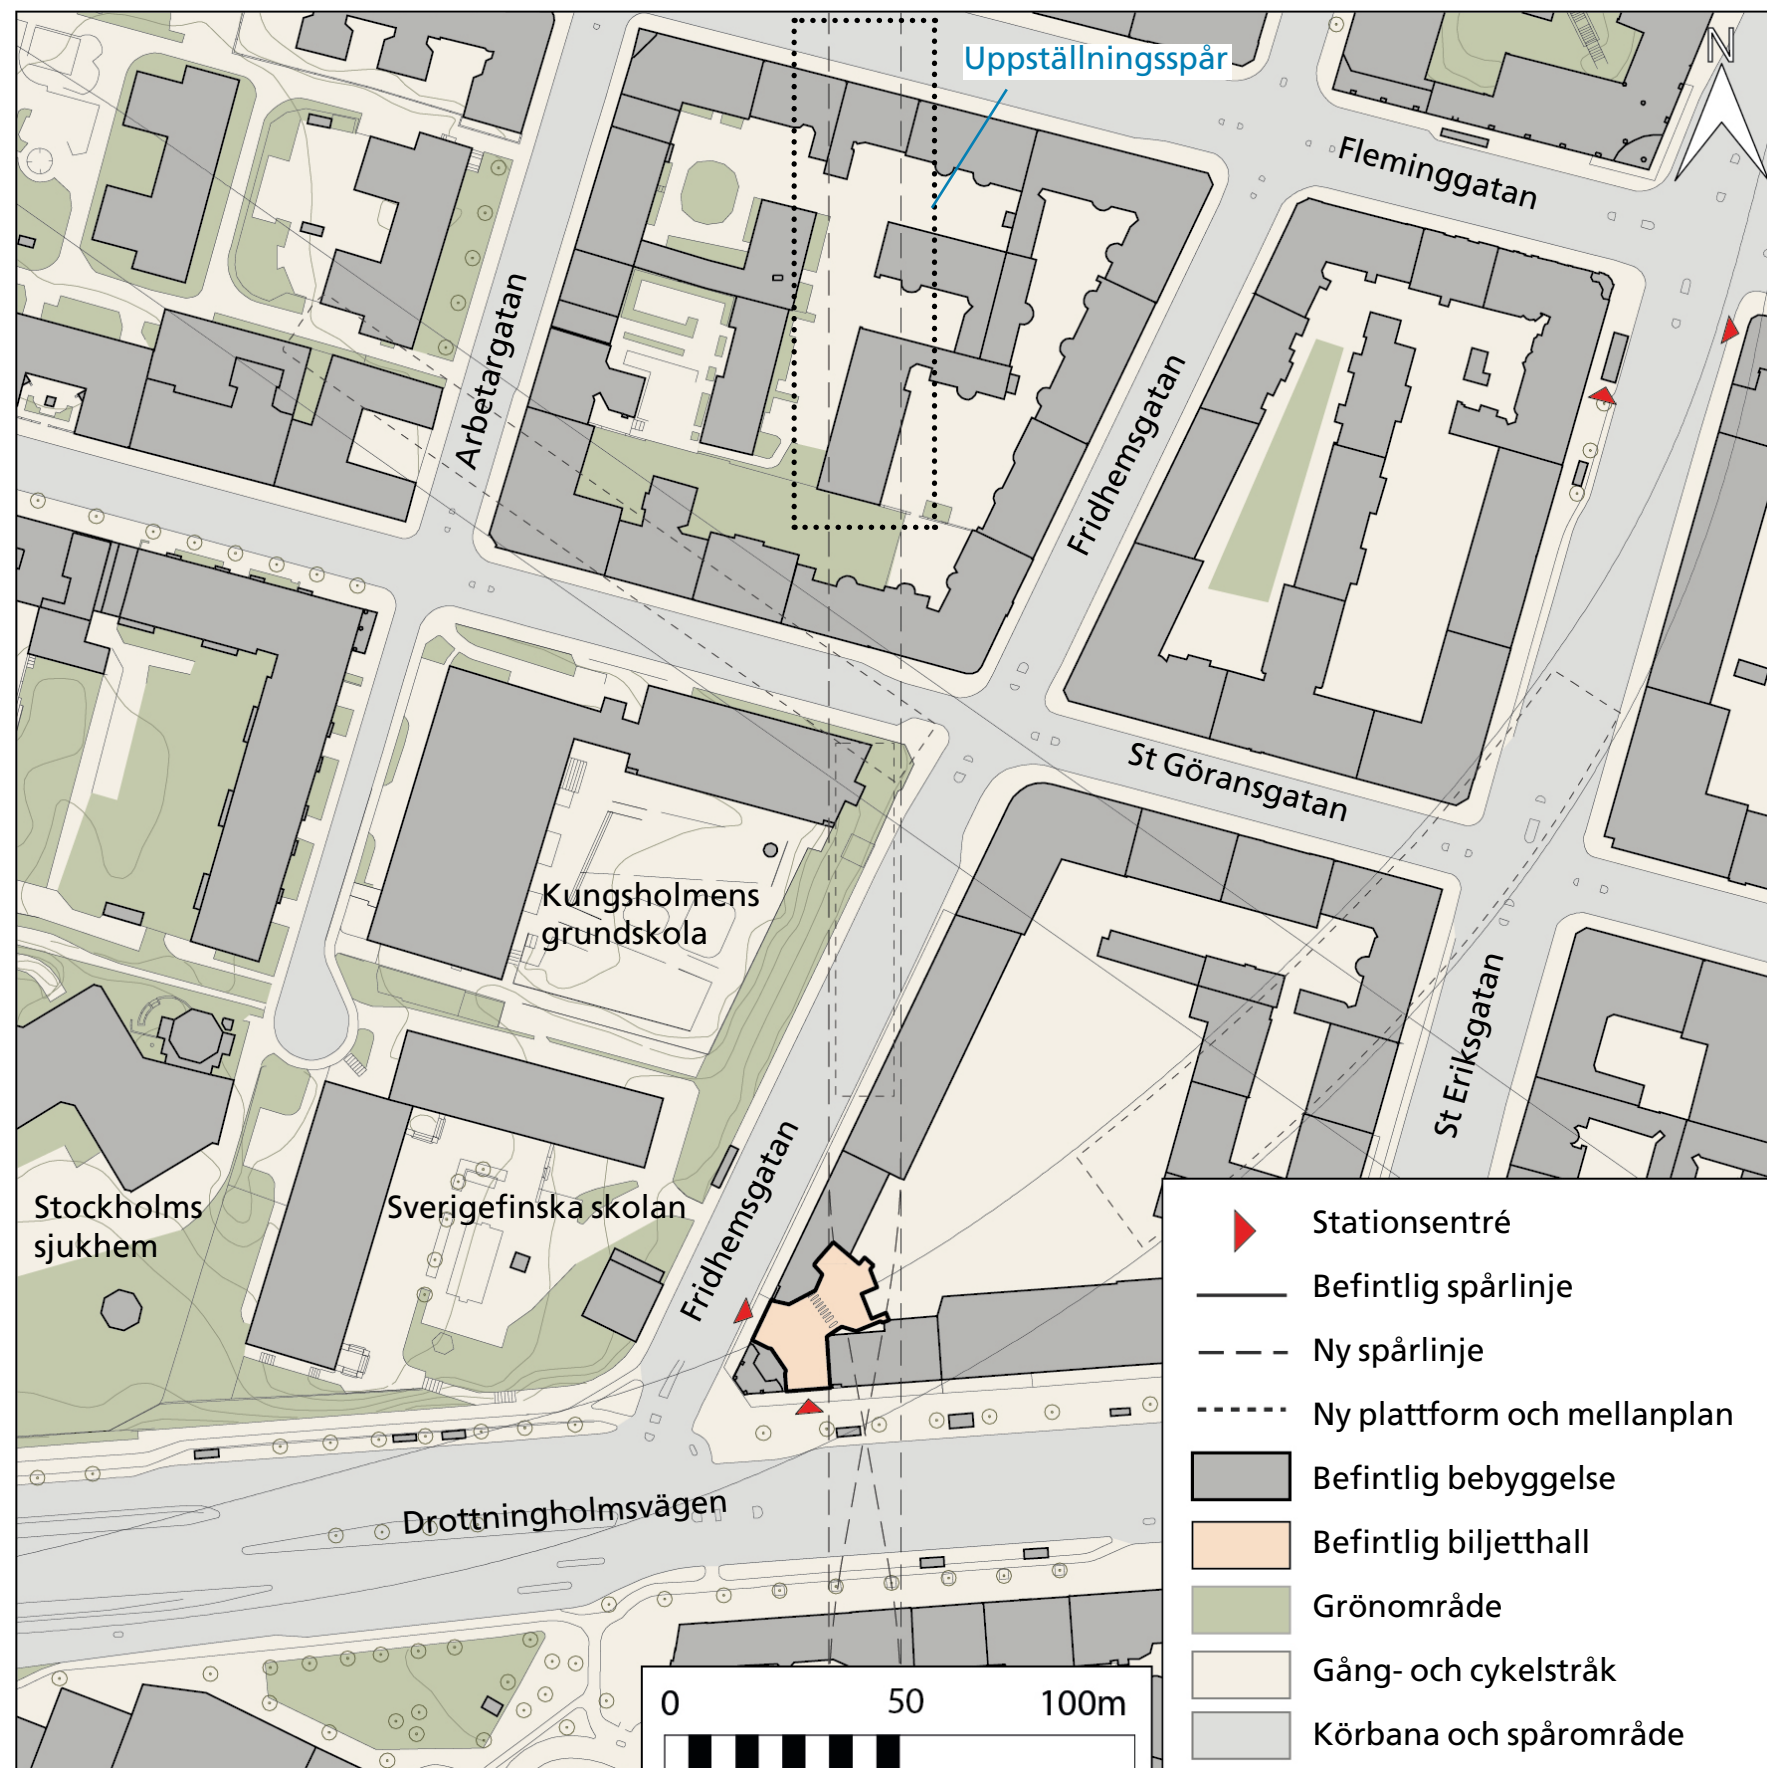 Uppställningsspår
N
Fleminggatan
Arbetargatan
Fridhemsgatan
St Göransgatan
Kungsholmens
grundskola
St Eriksgatan
Fridhemsgatan
Stockholms
sjukhem
Sverigefinska skolan
Drottningholmsvägen
Stationsentré
Befintlig spårlinje
Ny spårlinje
Ny plattform och mellanplan
Befintlig bebyggelse
Befintlig biljetthall
Grönområde
Gång- och cykelstråk
Körbana och spårområde
0 50 100m